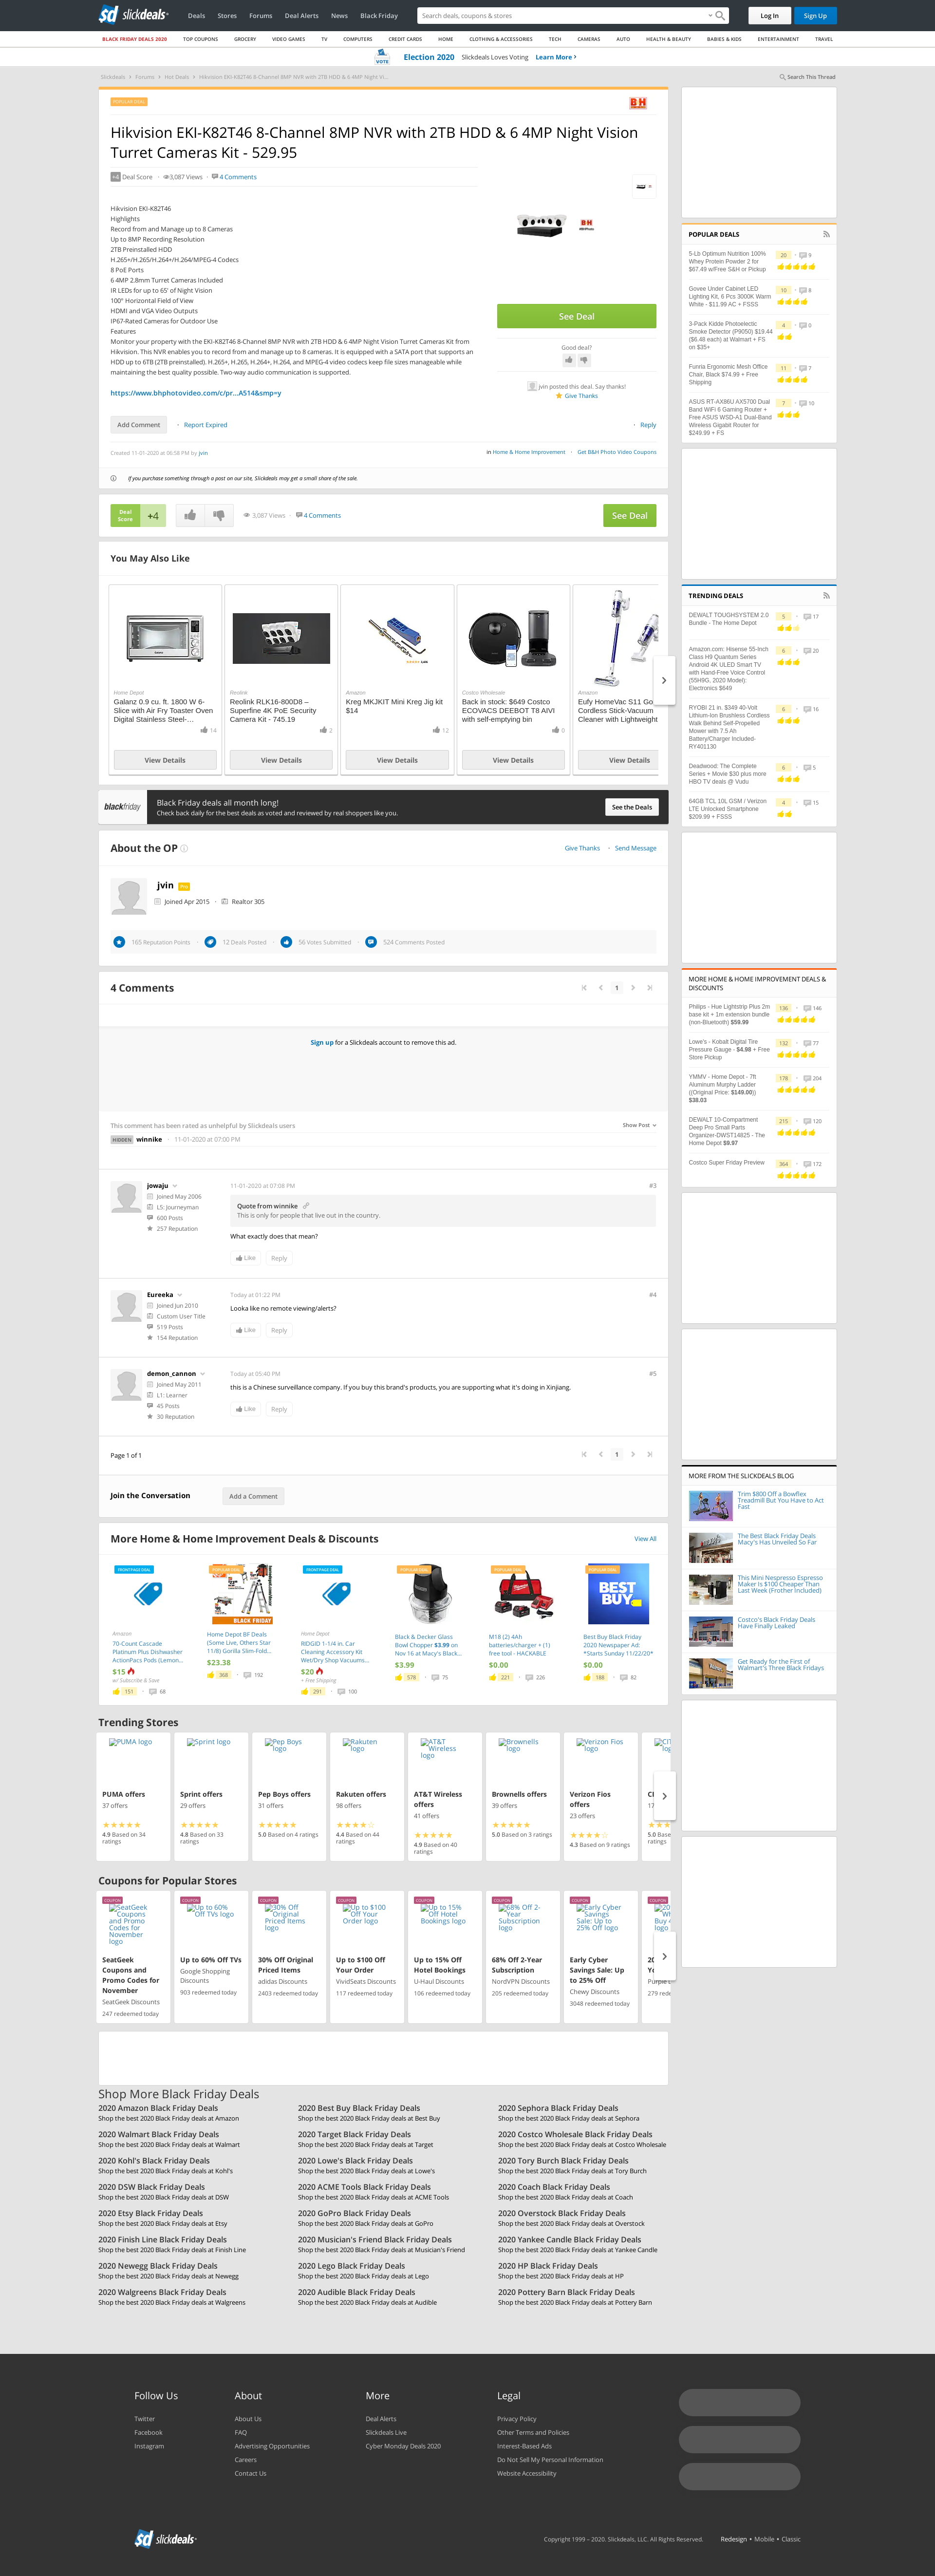 slickdeals
Deals
Stores
Forums
Deal Alerts
News
Black Friday
Search deals, coupons & stores
Log In
Sign Up
BLACK FRIDAY DEALS 2020
TOP COUPONS
GROCERY
VIDEO GAMES
TV
COMPUTERS
CREDIT CARDS
HOME
CLOTHING & ACCESSORIES
TECH
CAMERAS
AUTO
HEALTH & BEAUTY
BABIES & KIDS
ENTERTAINMENT
TRAVEL
VOTE
Election 2020 Slickdeals Loves Voting Learn More
Slickdeals > Forums > Hot Deals > Hikvision EKI-K82T46 8-Channel 8MP NVR with 2TB HDD & 6 4MP Night Vi...
Search This Thread
POPULAR DEAL
BH
Hikvision EKI-K82T46 8-Channel 8MP NVR with 2TB HDD & 6 4MP Night Vision
Turret Cameras Kit - 529.95
+4 Deal Score • 3,087 Views • 4 Comments
Hikvision EKI-K82T46
Highlights
Record from and Manage up to 8 Cameras
Up to 8MP Recording Resolution
2TB Preinstalled HDD
H.265+/H.265/H.264+/H.264/MPEG-4 Codecs
8 PoE Ports
6 4MP 2.8mm Turret Cameras Included
IR LEDs for up to 65' of Night Vision
100° Horizontal Field of View
HDMI and VGA Video Outputs
IP67-Rated Cameras for Outdoor Use
Features
Monitor your property with the EKI-K82T46 8-Channel 8MP NVR with 2TB HDD & 6 4MP Night Vision Turret Cameras Kit from
Hikvision. This NVR enables you to record from and manage up to 8 cameras. It is equipped with a SATA port that supports an
HDD up to 6TB (2TB preinstalled). H.265+, H.265, H.264+, H.264, and MPEG-4 video codecs keep file sizes manageable while
maintaining the best quality possible. Two-way audio communication is supported.
https://www.bhphotovideo.com/c/pr...A514&smp=y
See Deal
Good deal?
jvin posted this deal. Say thanks!
Give Thanks
Add Comment • Report Expired
• Reply
Created 11-01-2020 at 06:58 PM by jvin
in Home & Home Improvement • Get B&H Photo Video Coupons
If you purchase something through a post on our site, Slickdeals may get a small share of the sale.
Deal
Score
+4
3,087 Views • 4 Comments
See Deal
You May Also Like
Home Depot
Galanz 0.9 cu. ft. 1800 W 6-
Slice with Air Fry Toaster Oven
Digital Stainless Steel-...
14
View Details
Reolink
Reolink RLK16-800D8 –
Superfine 4K PoE Security
Camera Kit - 745.19
2
View Details
Amazon
Kreg MKJKIT Mini Kreg Jig kit
$14
12
View Details
Costco Wholesale
Back in stock: $649 Costco
ECOVACS DEEBOT T8 AIVI
with self-emptying bin
0
View Details
Amazon
Eufy HomeVac S11 Go
Cordless Stick-Vacuum
Cleaner with Lightweight
View Details
blackfriday
Black Friday deals all month long!
Check back daily for the best deals as voted and reviewed by real shoppers like you.
See the Deals
About the OP
Give Thanks • Send Message
jvin Pro
Joined Apr 2015 • Realtor 305
165 Reputation Points
12 Deals Posted
56 Votes Submitted
524 Comments Posted
4 Comments
1
Sign up for a Slickdeals account to remove this ad.
This comment has been rated as unhelpful by Slickdeals users
Show Post
HIDDEN winnike • 11-01-2020 at 07:00 PM
jowaju
Joined May 2006
L5: Journeyman
600 Posts
257 Reputation
11-01-2020 at 07:08 PM
#3
Quote from winnike
This is only for people that live out in the country.
What exactly does that mean?
Like
Reply
Eureeka
Joined Jun 2010
Custom User Title
519 Posts
154 Reputation
Today at 01:22 PM
#4
Looka like no remote viewing/alerts?
Like
Reply
demon_cannon
Joined May 2011
L1: Learner
45 Posts
30 Reputation
Today at 05:40 PM
#5
this is a Chinese surveillance company. If you buy this brand's products, you are supporting what it's doing in Xinjiang.
Like
Reply
Page 1 of 1
1
Join the Conversation
Add a Comment
More Home & Home Improvement Deals & Discounts
View All
FRONTPAGE DEAL
Amazon
70-Count Cascade
Platinum Plus Dishwasher
ActionPacs Pods (Lemon...
$15
w/ Subscribe & Save
151 • 68
POPULAR DEAL
BLACK FRIDAY
Home Depot BF Deals
(Some Live, Others Star
11/8) Gorilla Slim-Fold...
$23.38
368 • 192
FRONTPAGE DEAL
Home Depot
RIDGID 1-1/4 in. Car
Cleaning Accessory Kit
Wet/Dry Shop Vacuums...
$20
+ Free Shipping
291 • 100
POPULAR DEAL
Black & Decker Glass
Bowl Chopper $3.99 on
Nov 16 at Macy's Black...
$3.99
578 • 75
POPULAR DEAL
M18 (2) 4Ah
batteries/charger + (1)
free tool - HACKABLE
$0.00
221 • 226
POPULAR DEAL
BEST
BUY
Best Buy Black Friday
2020 Newspaper Ad:
*Starts Sunday 11/22/20*
$0.00
188 • 82
Trending Stores
PUMA logo
PUMA offers
37 offers
4.9 Based on 34
ratings
Sprint logo
Sprint offers
29 offers
4.8 Based on 33
ratings
Pep Boys
logo
Pep Boys offers
31 offers
5.0 Based on 4 ratings
Rakuten
logo
Rakuten offers
98 offers
4.4 Based on 44
ratings
AT&T
Wireless
logo
AT&T Wireless
offers
41 offers
4.9 Based on 40
ratings
Brownells
logo
Brownells offers
39 offers
5.0 Based on 3 ratings
Verizon Fios
logo
Verizon Fios
offers
23 offers
4.3 Based on 9 ratings
5.0 Base
ratings
Coupons for Popular Stores
COUPON
SeatGeek
Coupons
and Promo
Codes for
November
logo
SeatGeek
Coupons and
Promo Codes for
November
SeatGeek Discounts
247 redeemed today
COUPON
Up to 60%
Off TVs logo
Up to 60% Off TVs
Google Shopping
Discounts
903 redeemed today
COUPON
30% Off
Original
Priced Items
logo
30% Off Original
Priced Items
adidas Discounts
2403 redeemed today
COUPON
Up to $100
Off Your
Order logo
Up to $100 Off
Your Order
VividSeats Discounts
117 redeemed today
COUPON
Up to 15%
Off Hotel
Bookings logo
Up to 15% Off
Hotel Bookings
U-Haul Discounts
106 redeemed today
COUPON
68% Off 2-
Year
Subscription
logo
68% Off 2-Year
Subscription
NordVPN Discounts
205 redeemed today
COUPON
Early Cyber
Savings
Sale: Up to
25% Off logo
Early Cyber
Savings Sale: Up
to 25% Off
Chewy Discounts
3048 redeemed today
COUPON
Shop More Black Friday Deals
2020 Amazon Black Friday Deals
Shop the best 2020 Black Friday deals at Amazon
2020 Best Buy Black Friday Deals
Shop the best 2020 Black Friday deals at Best Buy
2020 Sephora Black Friday Deals
Shop the best 2020 Black Friday deals at Sephora
2020 Walmart Black Friday Deals
Shop the best 2020 Black Friday deals at Walmart
2020 Target Black Friday Deals
Shop the best 2020 Black Friday deals at Target
2020 Costco Wholesale Black Friday Deals
Shop the best 2020 Black Friday deals at Costco Wholesale
2020 Kohl's Black Friday Deals
Shop the best 2020 Black Friday deals at Kohl's
2020 Lowe's Black Friday Deals
Shop the best 2020 Black Friday deals at Lowe's
2020 Tory Burch Black Friday Deals
Shop the best 2020 Black Friday deals at Tory Burch
2020 DSW Black Friday Deals
Shop the best 2020 Black Friday deals at DSW
2020 ACME Tools Black Friday Deals
Shop the best 2020 Black Friday deals at ACME Tools
2020 Coach Black Friday Deals
Shop the best 2020 Black Friday deals at Coach
2020 Etsy Black Friday Deals
Shop the best 2020 Black Friday deals at Etsy
2020 GoPro Black Friday Deals
Shop the best 2020 Black Friday deals at GoPro
2020 Overstock Black Friday Deals
Shop the best 2020 Black Friday deals at Overstock
2020 Finish Line Black Friday Deals
Shop the best 2020 Black Friday deals at Finish Line
2020 Musician's Friend Black Friday Deals
Shop the best 2020 Black Friday deals at Musician's Friend
2020 Yankee Candle Black Friday Deals
Shop the best 2020 Black Friday deals at Yankee Candle
2020 Newegg Black Friday Deals
Shop the best 2020 Black Friday deals at Newegg
2020 Lego Black Friday Deals
Shop the best 2020 Black Friday deals at Lego
2020 HP Black Friday Deals
Shop the best 2020 Black Friday deals at HP
2020 Walgreens Black Friday Deals
Shop the best 2020 Black Friday deals at Walgreens
2020 Audible Black Friday Deals
Shop the best 2020 Black Friday deals at Audible
2020 Pottery Barn Black Friday Deals
Shop the best 2020 Black Friday deals at Pottery Barn
POPULAR DEALS
5-Lb Optimum Nutrition 100%
Whey Protein Powder 2 for
$67.49 w/Free S&H or Pickup
20 • 9
Govee Under Cabinet LED
Lighting Kit, 6 Pcs 3000K Warm
White - $11.99 AC + FSSS
10 • 8
3-Pack Kidde Photoelectic
Smoke Detector (P9050) $19.44
($6.48 each) at Walmart + FS
on $35+
4 • 0
Funria Ergonomic Mesh Office
Chair, Black $74.99 + Free
Shipping
11 • 7
ASUS RT-AX86U AX5700 Dual
Band WiFi 6 Gaming Router +
Free ASUS WSD-A1 Dual-Band
Wireless Gigabit Router for
$249.99 + FS
7 • 10
TRENDING DEALS
DEWALT TOUGHSYSTEM 2.0
Bundle - The Home Depot
5 • 17
Amazon.com: Hisense 55-Inch
Class H9 Quantum Series
Android 4K ULED Smart TV
with Hand-Free Voice Control
(55H9G, 2020 Model):
Electronics $649
6 • 20
RYOBI 21 in. $349 40-Volt
Lithium-Ion Brushless Cordless
Walk Behind Self-Propelled
Mower with 7.5 Ah
Battery/Charger Included-
RY401130
6 • 16
Deadwood: The Complete
Series + Movie $30 plus more
HBO TV deals @ Vudu
6 • 5
64GB TCL 10L GSM / Verizon
LTE Unlocked Smartphone
$209.99 + FSSS
4 • 15
MORE HOME & HOME IMPROVEMENT DEALS &
DISCOUNTS
Philips - Hue Lightstrip Plus 2m
base kit + 1m extension bundle
(non-Bluetooth) $59.99
136 • 146
Lowe's - Kobalt Digital Tire
Pressure Gauge - $4.98 + Free
Store Pickup
132 • 77
YMMV - Home Depot - 7ft
Aluminum Murphy Ladder
((Original Price: $149.00))
$38.03
178 • 204
DEWALT 10-Compartment
Deep Pro Small Parts
Organizer-DWST14825 - The
Home Depot $9.97
215 • 120
Costco Super Friday Preview
364 • 172
MORE FROM THE SLICKDEALS BLOG
Trim $800 Off a Bowflex
Treadmill But You Have to Act
Fast
The Best Black Friday Deals
Macy's Has Unveiled So Far
This Mini Nespresso Espresso
Maker Is $100 Cheaper Than
Last Week (Frother Included)
Costco's Black Friday Deals
Have Finally Leaked
Get Ready for the First of
Walmart's Three Black Fridays
Follow Us
Twitter
Facebook
Instagram
About
About Us
FAQ
Advertising Opportunities
Careers
Contact Us
More
Deal Alerts
Slickdeals Live
Cyber Monday Deals 2020
Legal
Privacy Policy
Other Terms and Policies
Interest-Based Ads
Do Not Sell My Personal Information
Website Accessibility
slickdeals
Copyright 1999 – 2020. Slickdeals, LLC. All Rights Reserved.
Redesign • Mobile • Classic